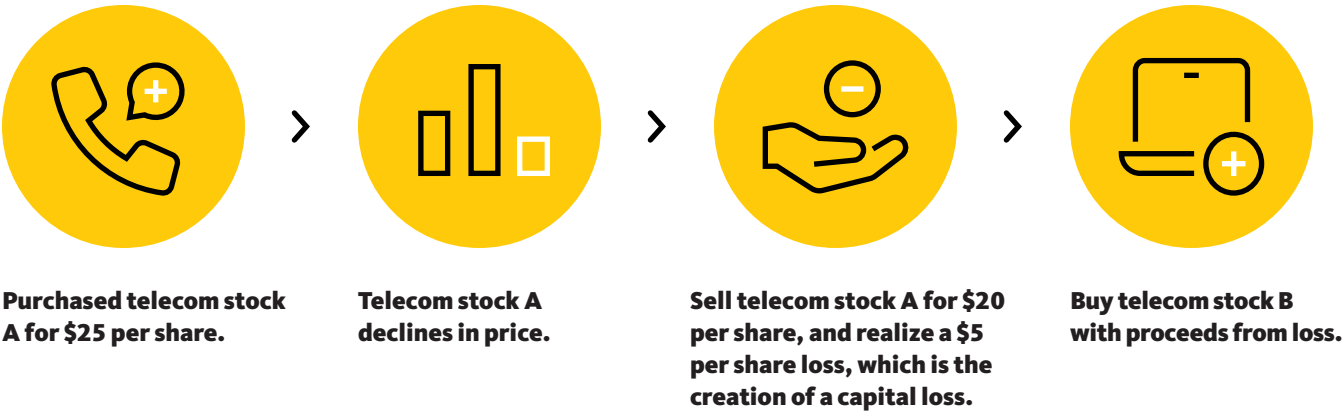 Purchased telecom stock
A for $25 per share.
Telecom stock A
declines in price.
Sell telecom stock A for $20
per share, and realize a $5
per share loss, which is the
creation of a capital loss.
Buy telecom stock B
with proceeds from loss.